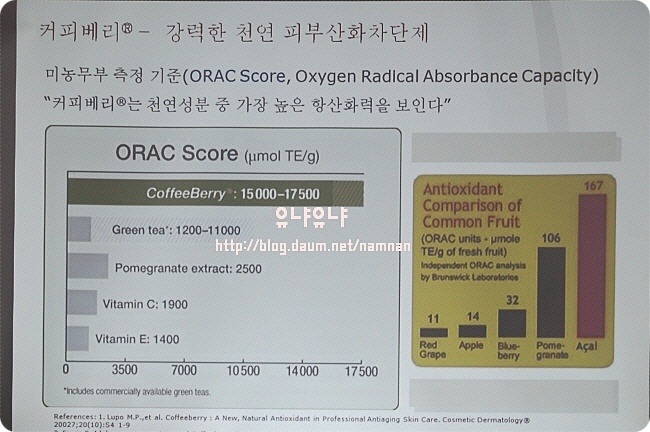 커피베리® - 강력한 천연 피부산화차단제
미농무부 측정 기준(ORAC Score, Oxygen Radical Absorbance Capacity)
“커피베리®는 천연성분 중 가장 높은 항산화력을 보인다”
ORAC Score (μmol TE/g)
CoffeeBerry®: 15000–17500
Green tea*: 1200–11000
Pomegranate extract: 2500
Vitamin C: 1900
Vitamin E: 1400
0 3500 7000 10500 14000 17500
*Includes commercially available green teas.
유냐유냐
http://blog.daum.net/namnan
Antioxidant
Comparison of
Common Fruit
(ORAC units - μmole
TE/g of fresh fruit)
Independent ORAC analysis
by Brunswick Laboratories
11 14 32 106 167
Red
Grape
Apple
Blue-
berry
Pome-
granate
Açaí
References: 1. Lupo M.P.,et al. Coffeeberry : A New, Natural Antioxidant in Professional Antiaging Skin Care. Cosmetic Dermatology®
20027;20(10):54 1-9